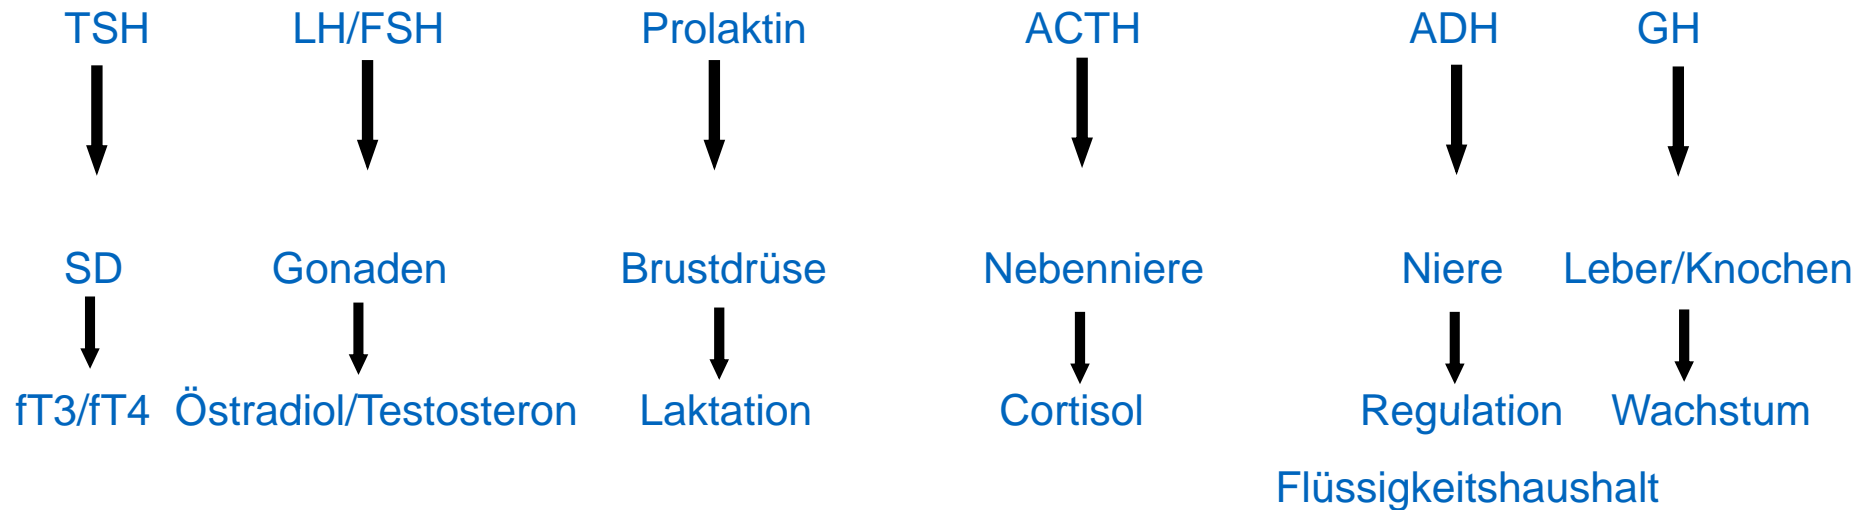 TSH LH/FSH Prolaktin ACTH ADH GH
SD Gonaden Brustdrüse Nebenniere Niere Leber/Knochen
fT3/fT4 Östradiol/Testosteron Laktation Cortisol Regulation Wachstum
Flüssigkeitshaushalt